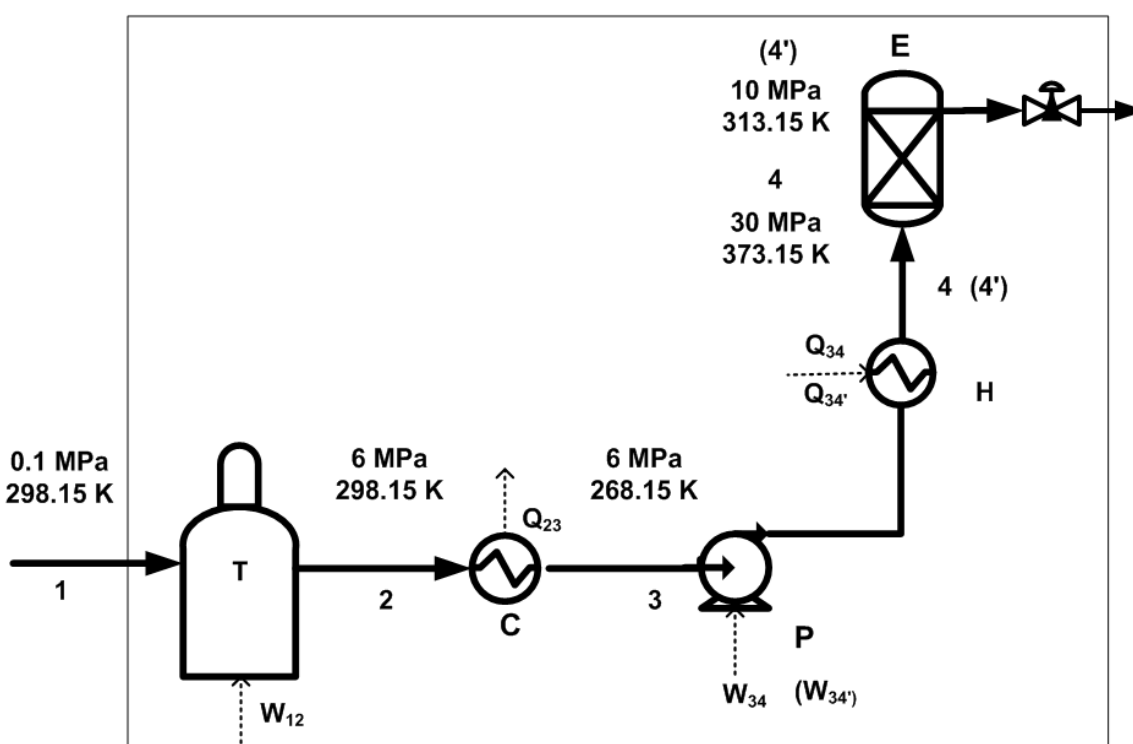 (4')
10 MPa
313.15 K
4
30 MPa
373.15 K
E
4 (4')
Q34
Q34'
H
0.1 MPa
298.15 K
1
T
W12
6 MPa
298.15 K
2
Q23
C
6 MPa
268.15 K
3
P
W34 (W34')